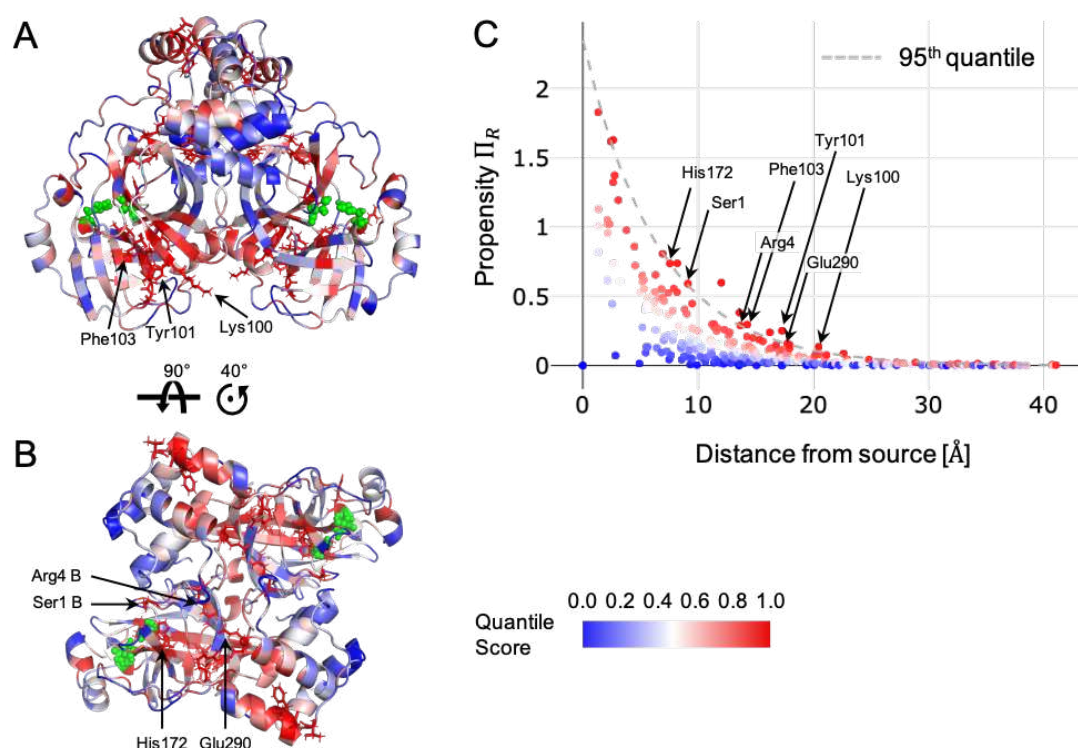 A
Phe103
Tyr101
Lys100
90°
40°
B
Arg4 B
Ser1 B
His172
Glu290
C
95th quantile
Propensity ΠR
2
1.5
1
0.5
0
His172
Ser1
Phe103
Tyr101
Lys100
Arg4
Glu290
0
10
20
30
40
Distance from source [Å]
0.0 0.2 0.4 0.6 0.8 1.0
Quantile
Score